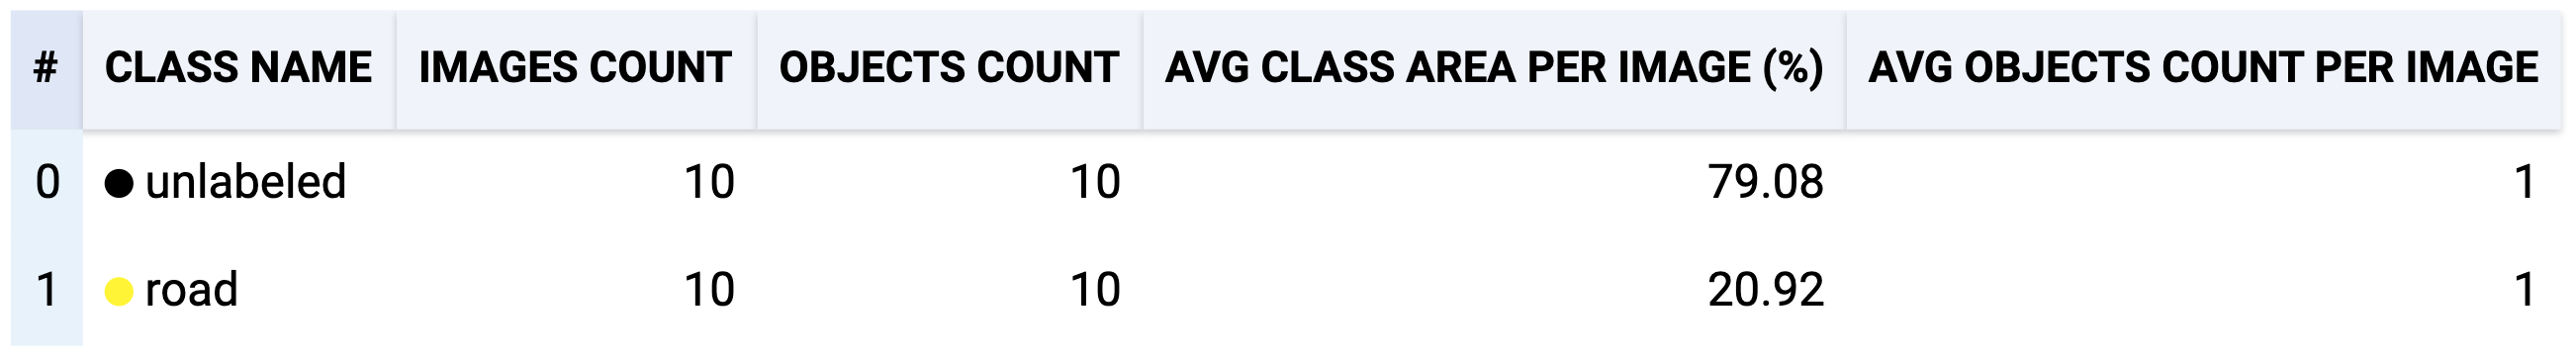 # CLASS NAME IMAGES COUNT OBJECTS COUNT AVG CLASS AREA PER IMAGE (%) AVG OBJECTS COUNT PER IMAGE
0 unlabeled 10 10 79.08 1
1 road 10 10 20.92 1